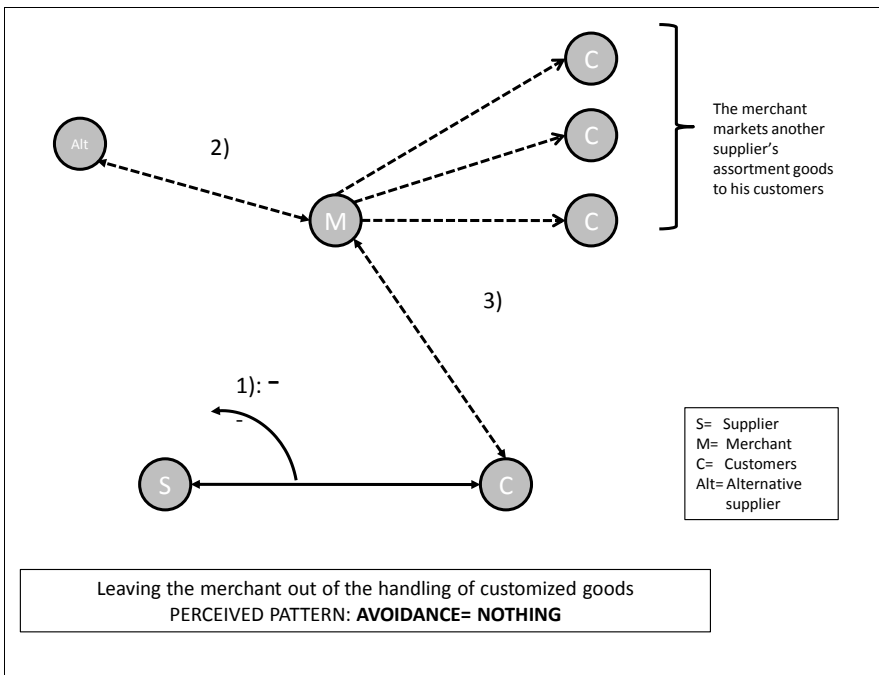 C
The merchant
markets another
supplier's
assortment goods
to his customers
Alt
2)
C
M
C
3)
1): –
-
S
C
S= Supplier
M= Merchant
C= Customers
Alt= Alternative
supplier
Leaving the merchant out of the handling of customized goods
PERCEIVED PATTERN: AVOIDANCE= NOTHING